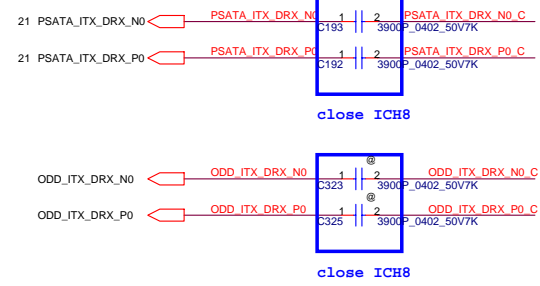 21 PSATA_ITX_DRX_N0 PSATA_ITX_DRX_N0 1 2 PSATA_ITX_DRX_N0_C
C193 3900P_0402_50V7K
21 PSATA_ITX_DRX_P0 PSATA_ITX_DRX_P0 1 2 PSATA_ITX_DRX_P0_C
C192 3900P_0402_50V7K
close ICH8
@
ODD_ITX_DRX_N0 ODD_ITX_DRX_N0 1 2 ODD_ITX_DRX_N0_C
C323 3900P_0402_50V7K
@
ODD_ITX_DRX_P0 ODD_ITX_DRX_P0 1 2 ODD_ITX_DRX_P0_C
C325 3900P_0402_50V7K
close ICH8